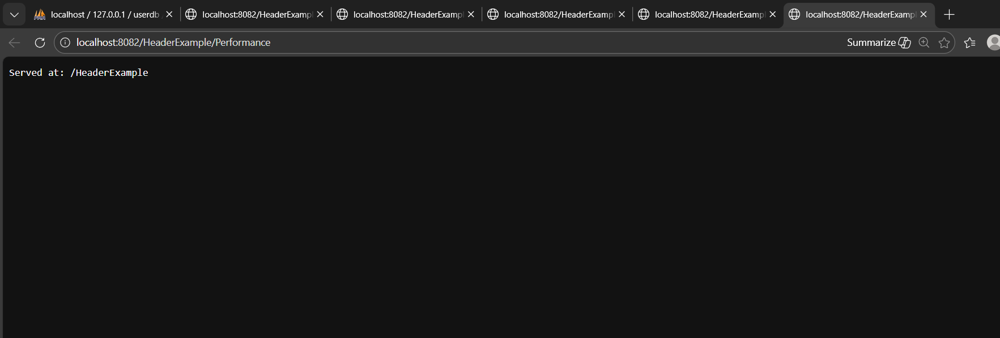 localhost / 127.0.0.1 / userdb
localhost:8082/HeaderExampl
localhost:8082/HeaderExampl
localhost:8082/HeaderExampl
localhost:8082/HeaderExampl
localhost:8082/HeaderExampl
localhost:8082/HeaderExample/Performance
Summarize
Served at: /HeaderExample